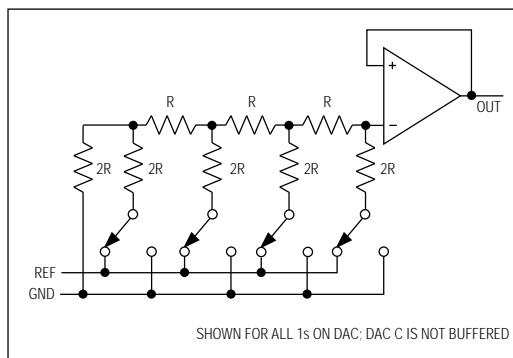 R R R
+
−
OUT
2R 2R 2R 2R 2R
REF
GND
SHOWN FOR ALL 1s ON DAC; DAC C IS NOT BUFFERED